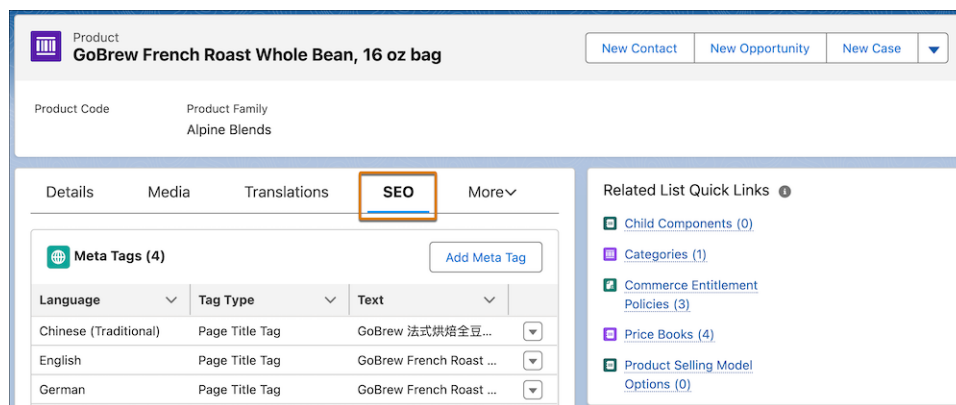 Product
GoBrew French Roast Whole Bean, 16 oz bag
New Contact
New Opportunity
New Case
Product Code
Product Family
Alpine Blends
Details
Media
Translations
SEO
More
Meta Tags (4)
Add Meta Tag
Language
Tag Type
Text
Chinese (Traditional)
Page Title Tag
GoBrew 法式烘焙全豆...
English
Page Title Tag
GoBrew French Roast ...
German
Page Title Tag
GoBrew French Roast ...
Related List Quick Links
Child Components (0)
Categories (1)
Commerce Entitlement
Policies (3)
Price Books (4)
Product Selling Model
Options (0)